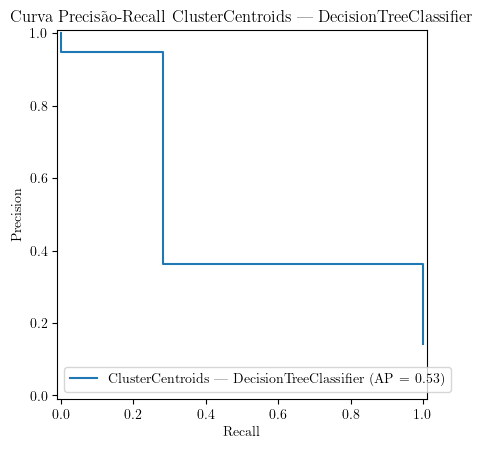 Curva Precisão-Recall ClusterCentroids — DecisionTreeClassifier
1.0
0.8
0.6
0.4
0.2
0.0
Precision
ClusterCentroids — DecisionTreeClassifier (AP = 0.53)
0.0 0.2 0.4 0.6 0.8 1.0
Recall